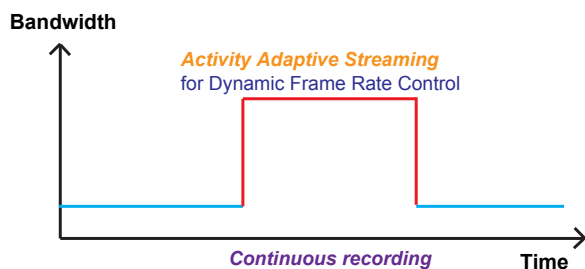 Bandwidth
Activity Adaptive Streaming
for Dynamic Frame Rate Control
Continuous recording
Time